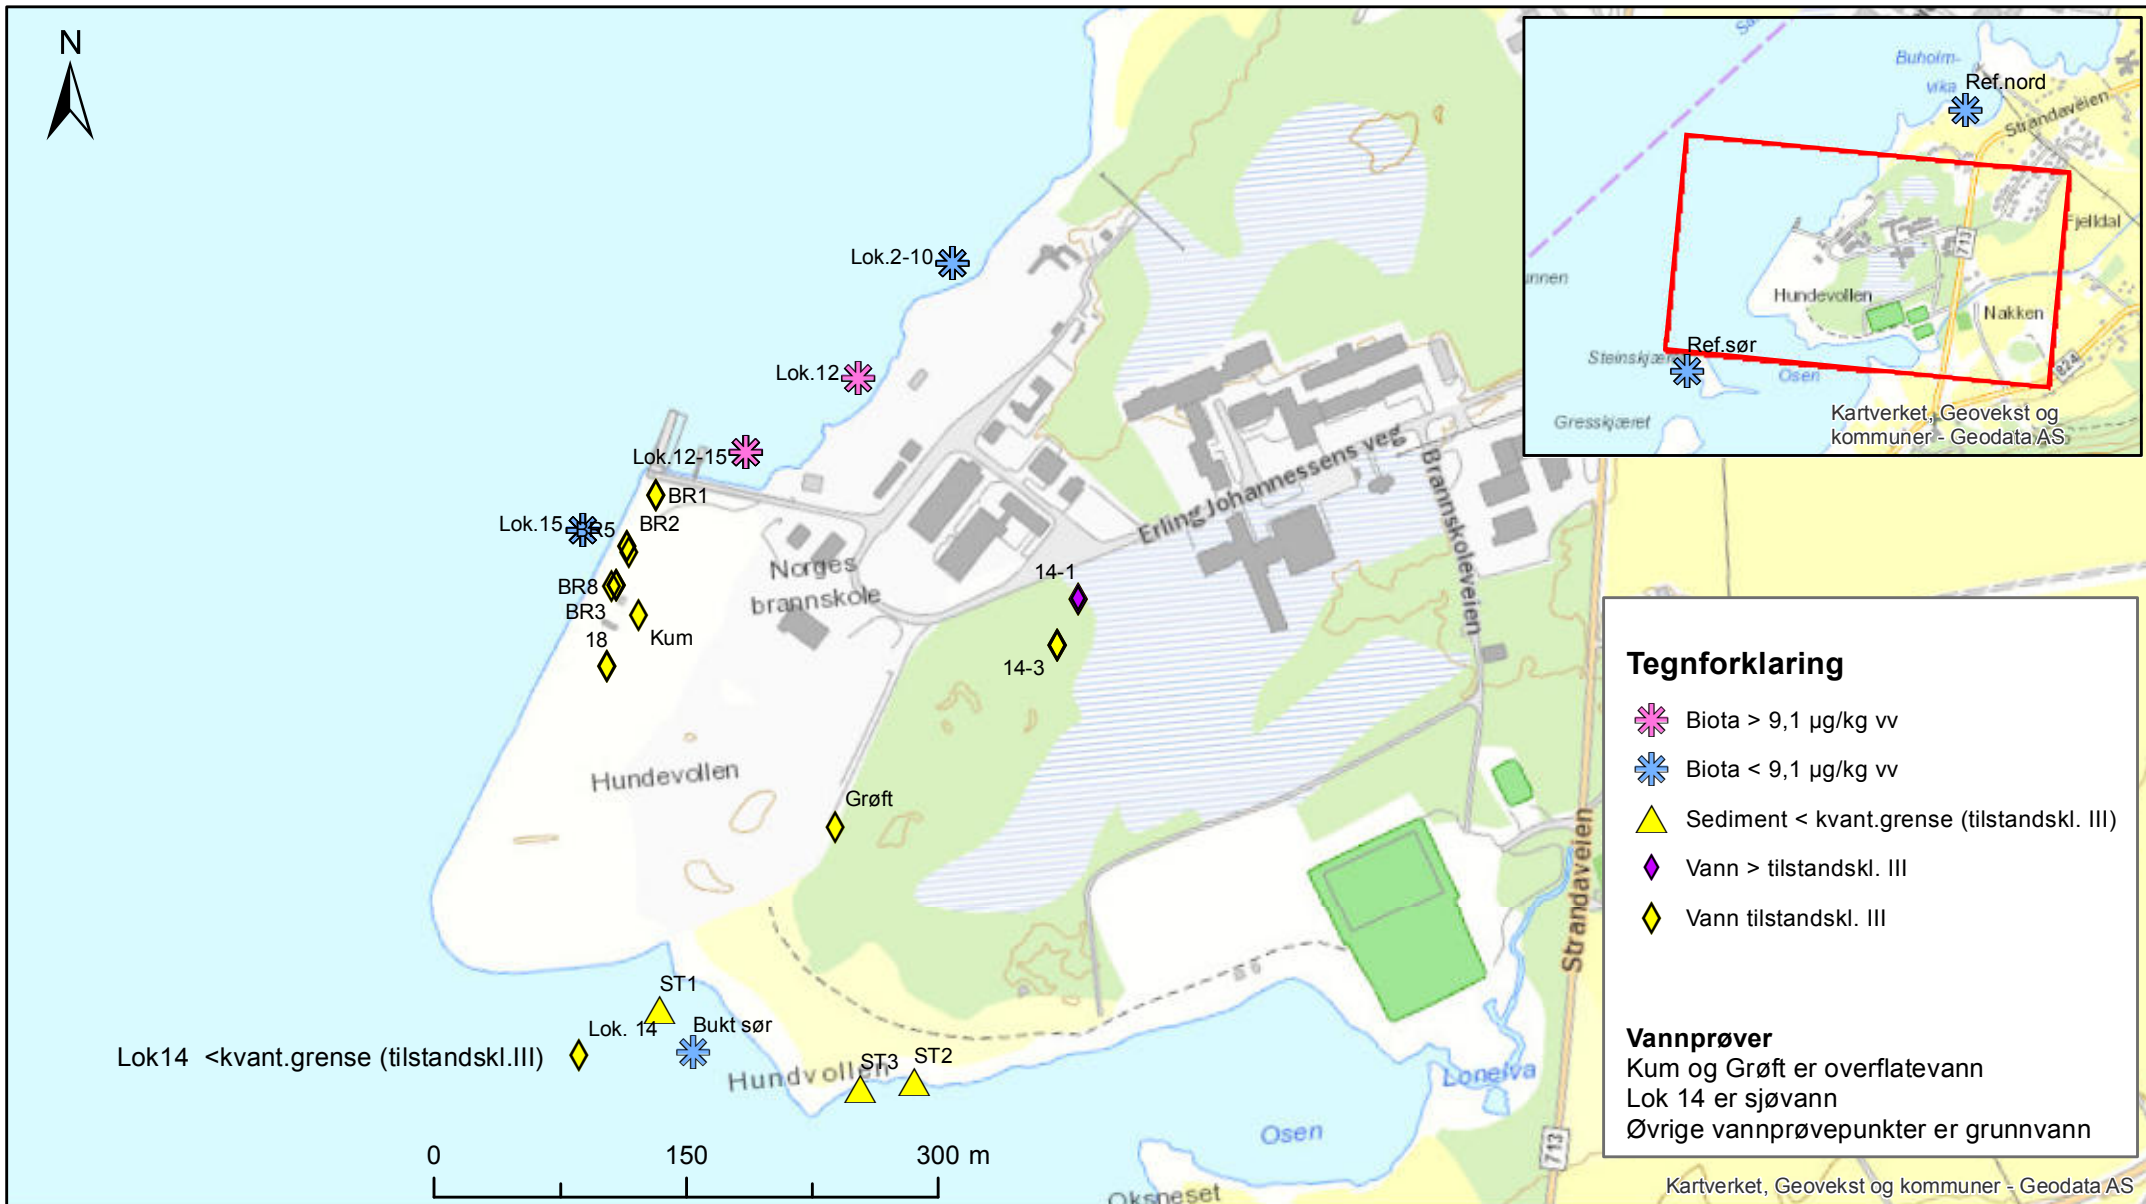 N
Lok.2-10
Lok.12
Lok.12-15
BR1
Lok.15
BR5
BR2
BR8
BR3
Kum
18
14-1
14-3
Grøft
Norges
brannskole
Erling Johannessens veg
Brannskoleveien
Strandaveien
Hundevollen
ST1
Lok. 14
Bukt sør
Lok14 <kvant.grense (tilstandskl.III)
Hundvollen
ST3
ST2
Lonelva
Osen
713
Oksneset
0 150 300 m
Buholm-
vika
Ref.nord
Strandaveien
Fjelldal
713
Hundevollen
Nakken
Ref.sør
Osen
824
Gresskjæret
Kartverket, Geovekst og
kommuner - Geodata AS
Tegnforklaring
Biota > 9,1 µg/kg vv
Biota < 9,1 µg/kg vv
Sediment < kvant.grense (tilstandskl. III)
Vann > tilstandskl. III
Vann tilstandskl. III
Vannprøver
Kum og Grøft er overflatevann
Lok 14 er sjøvann
Øvrige vannprøvepunkter er grunnvann
Kartverket, Geovekst og kommuner - Geodata AS